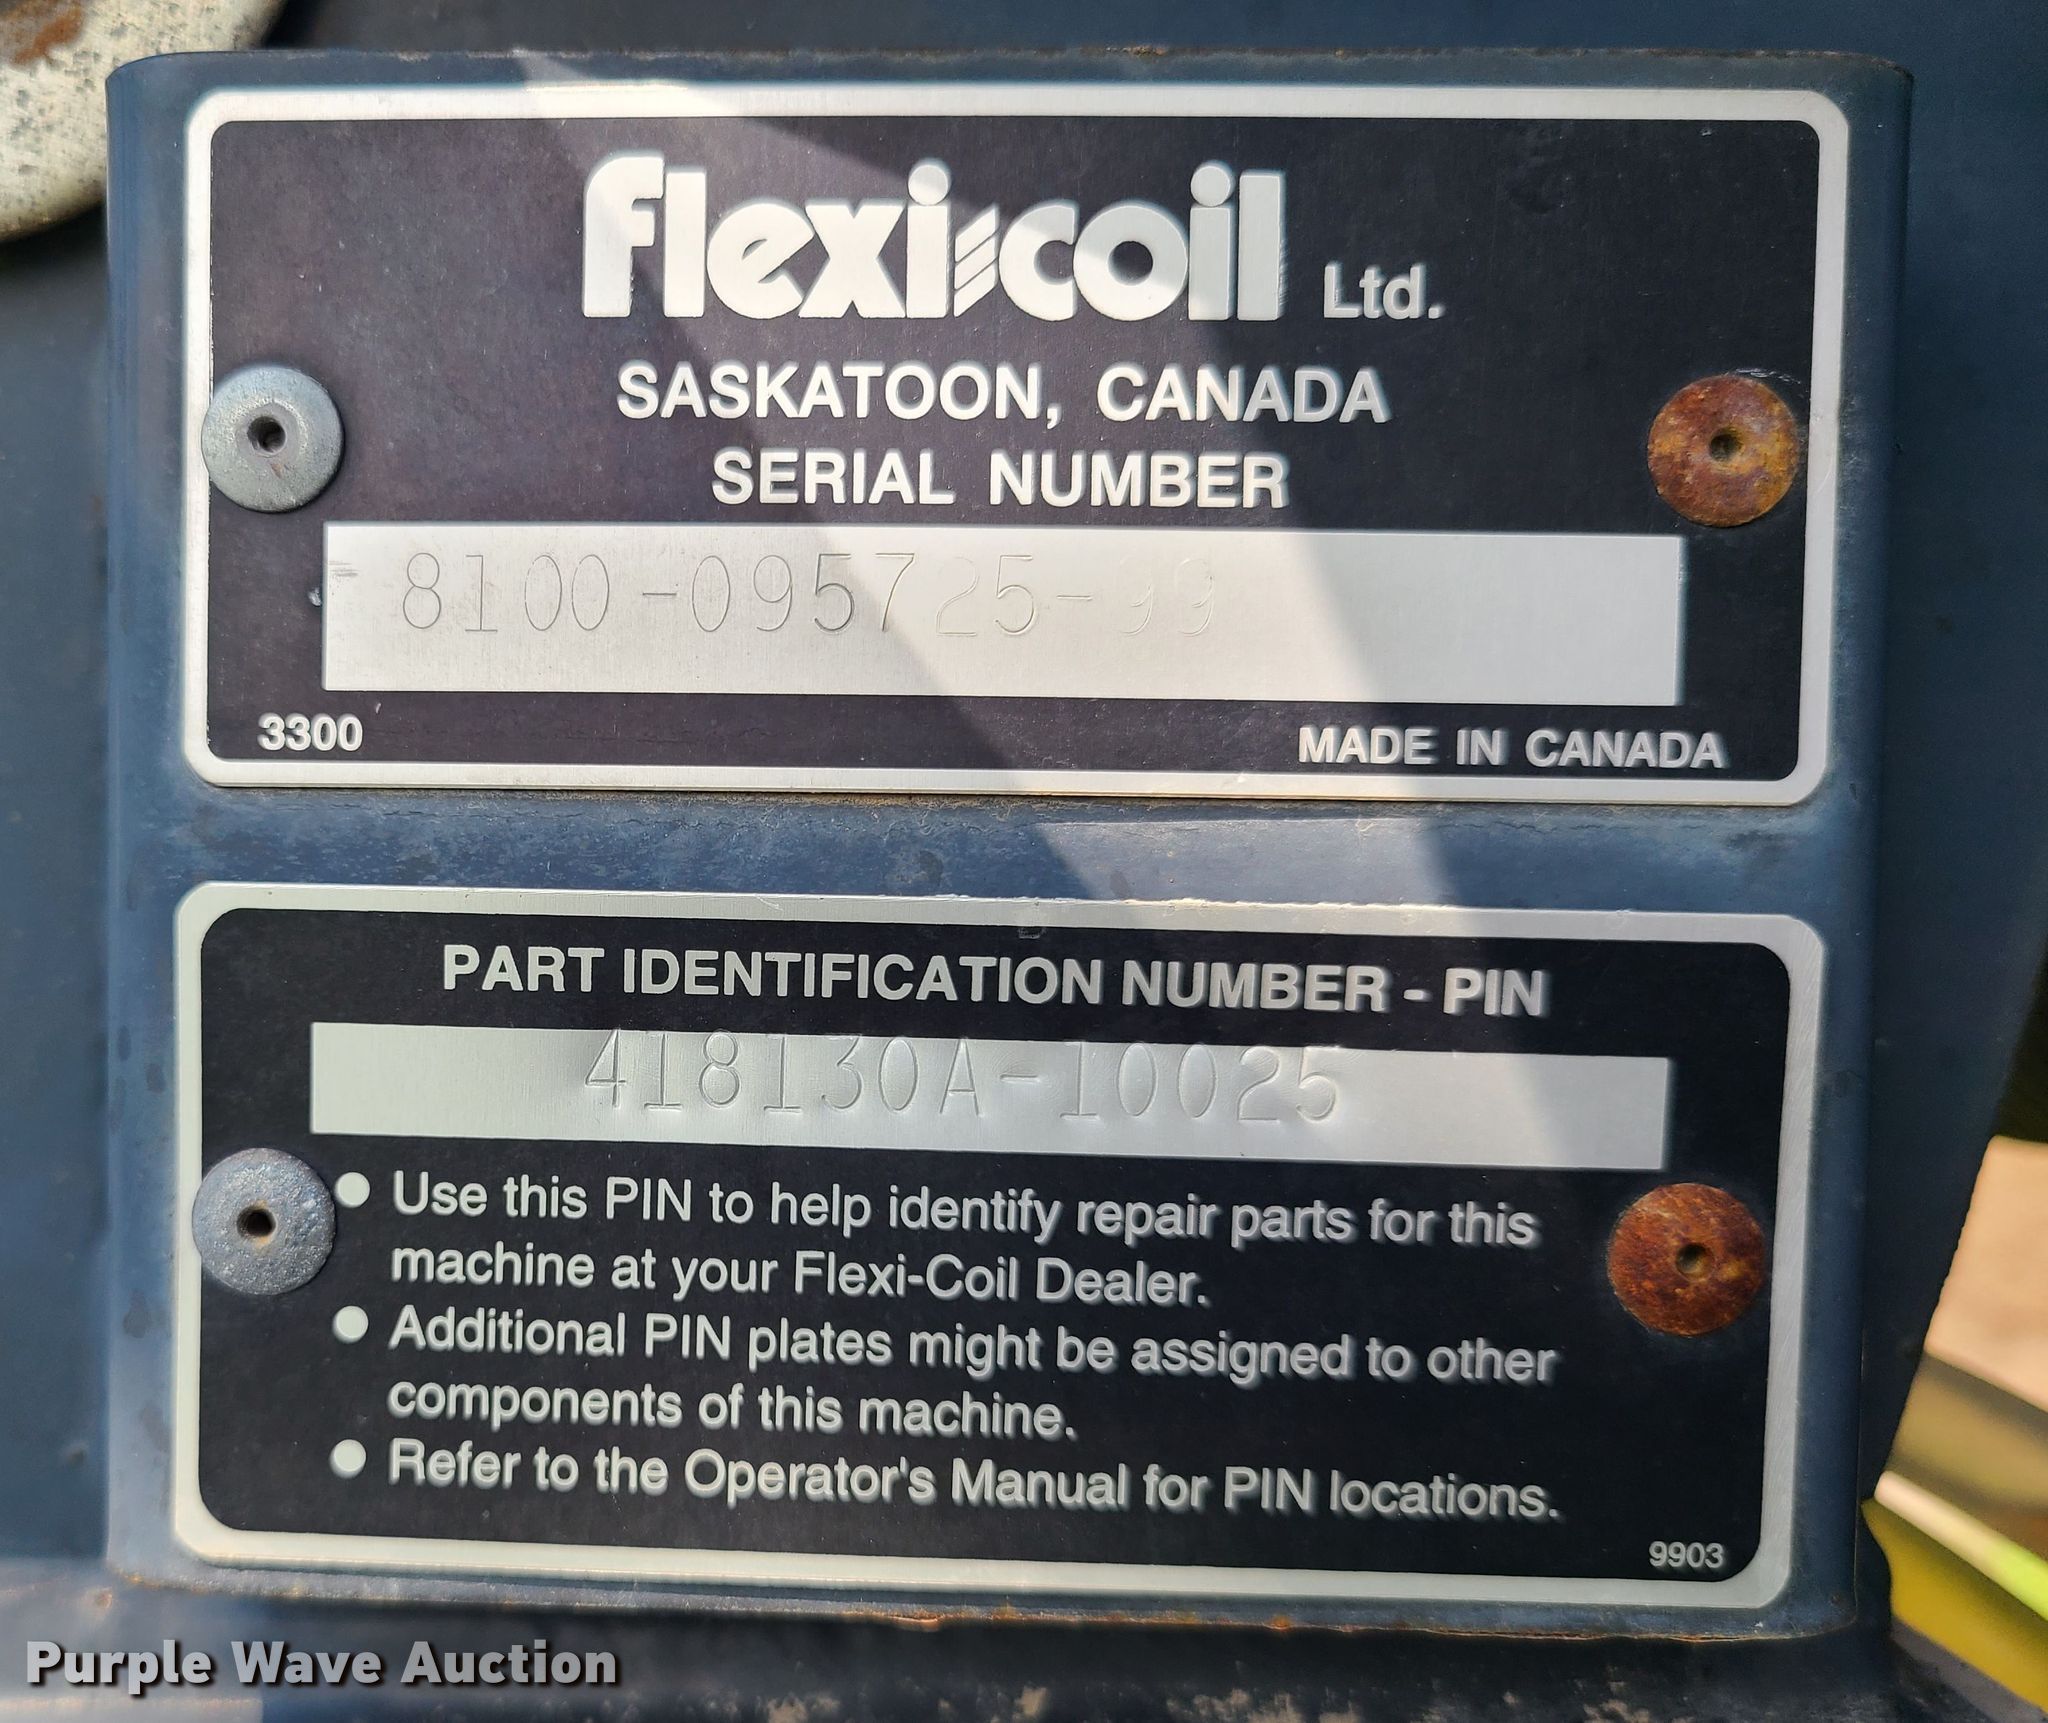 flexi-coil Ltd.
SASKATOON, CANADA
SERIAL NUMBER
8100-095725-99
3300
MADE IN CANADA
PART IDENTIFICATION NUMBER - PIN
418130A-10025
● Use this PIN to help identify repair parts for this
machine at your Flexi-Coil Dealer.
● Additional PIN plates might be assigned to other
components of this machine.
● Refer to the Operator's Manual for PIN locations.
9903
Purple Wave Auction